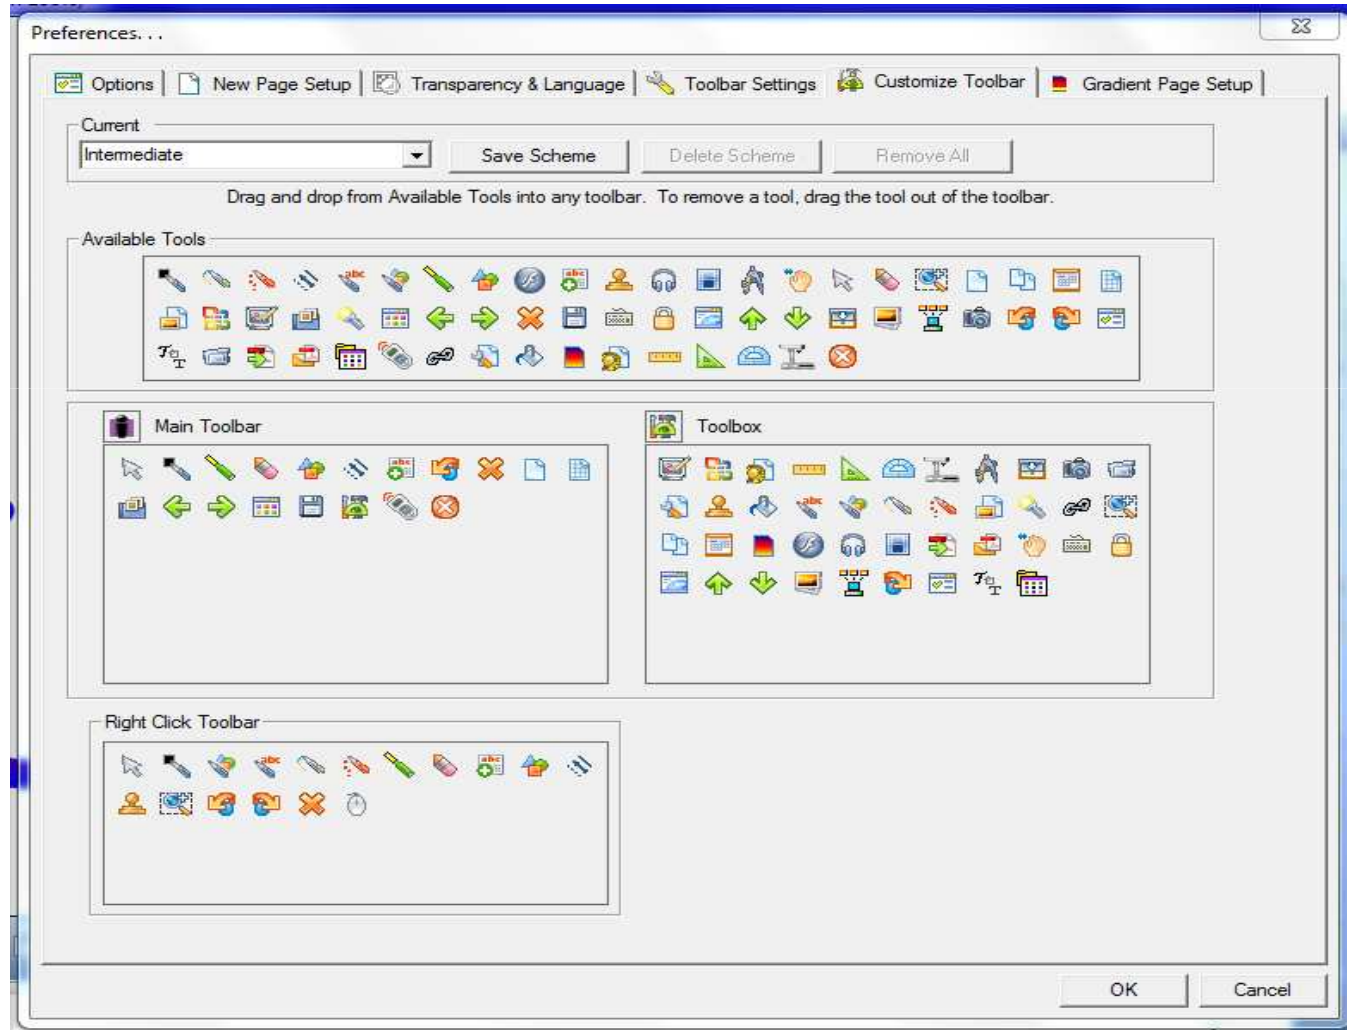 Preferences. . .
Options
New Page Setup
Transparency & Language
Toolbar Settings
Customize Toolbar
Gradient Page Setup
Current
Intermediate
Save Scheme
Delete Scheme
Remove All
Drag and drop from Available Tools into any toolbar.  To remove a tool, drag the tool out of the toolbar.
Available Tools
Main Toolbar
Toolbox
Right Click Toolbar
OK
Cancel